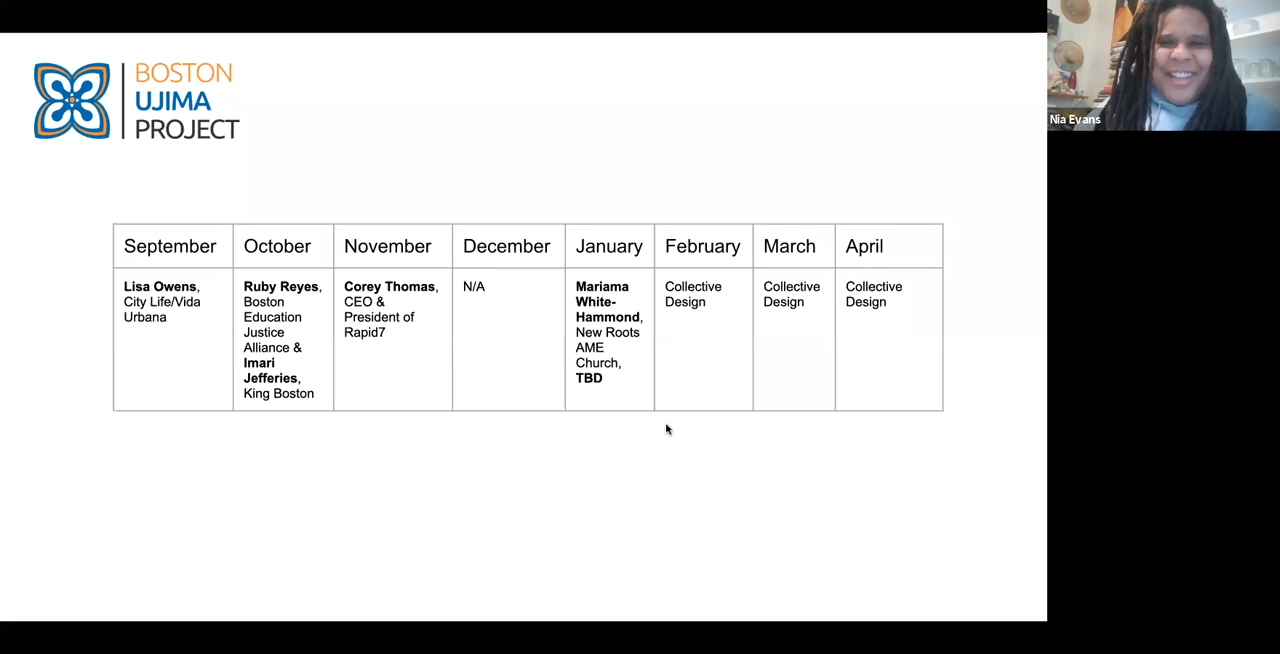 BOSTON
UJIMA
PROJECT
Nia Evans
September
October
November
December
January
February
March
April
Lisa Owens,
City Life/Vida
Urbana
Ruby Reyes,
Boston
Education
Justice
Alliance &
Imari
Jefferies,
King Boston
Corey Thomas,
CEO &
President of
Rapid7
N/A
Mariama
White-
Hammond,
New Roots
AME
Church,
TBD
Collective
Design
Collective
Design
Collective
Design